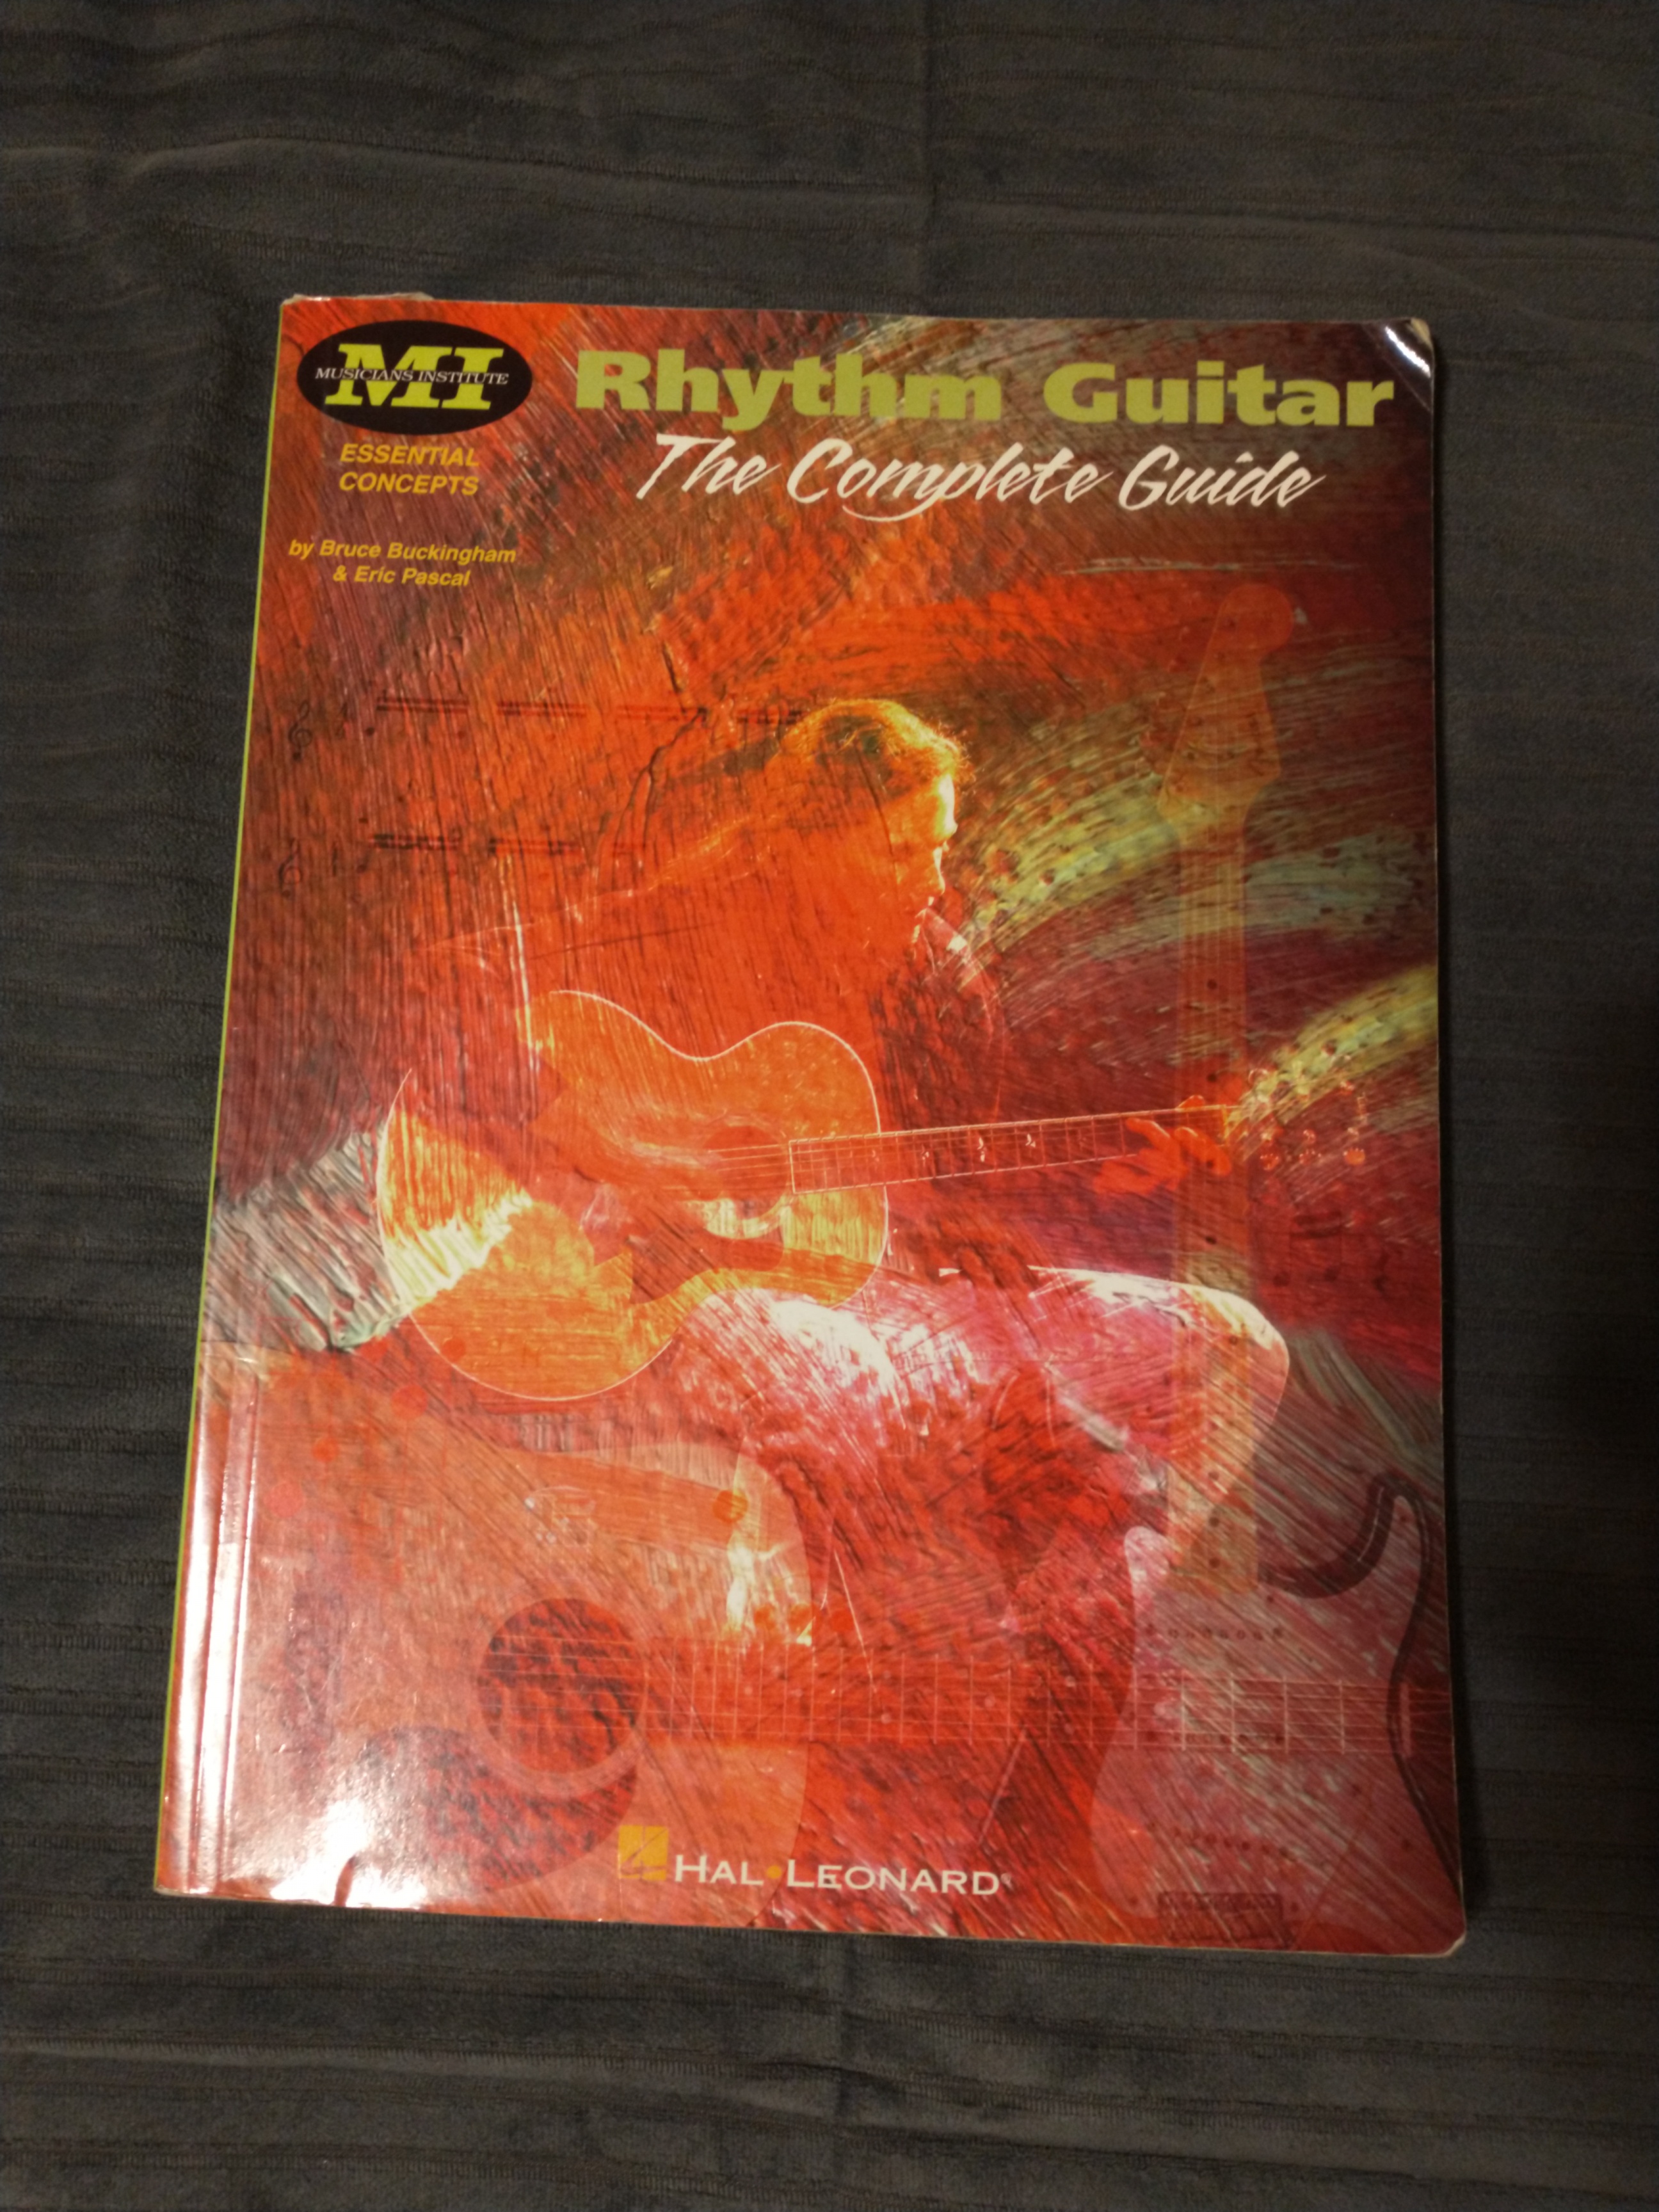 MI
MUSICIANS INSTITUTE
ESSENTIAL
CONCEPTS
by Bruce Buckingham
& Eric Pascal
Rhythm Guitar
The Complete Guide
HAL•LEONARD®